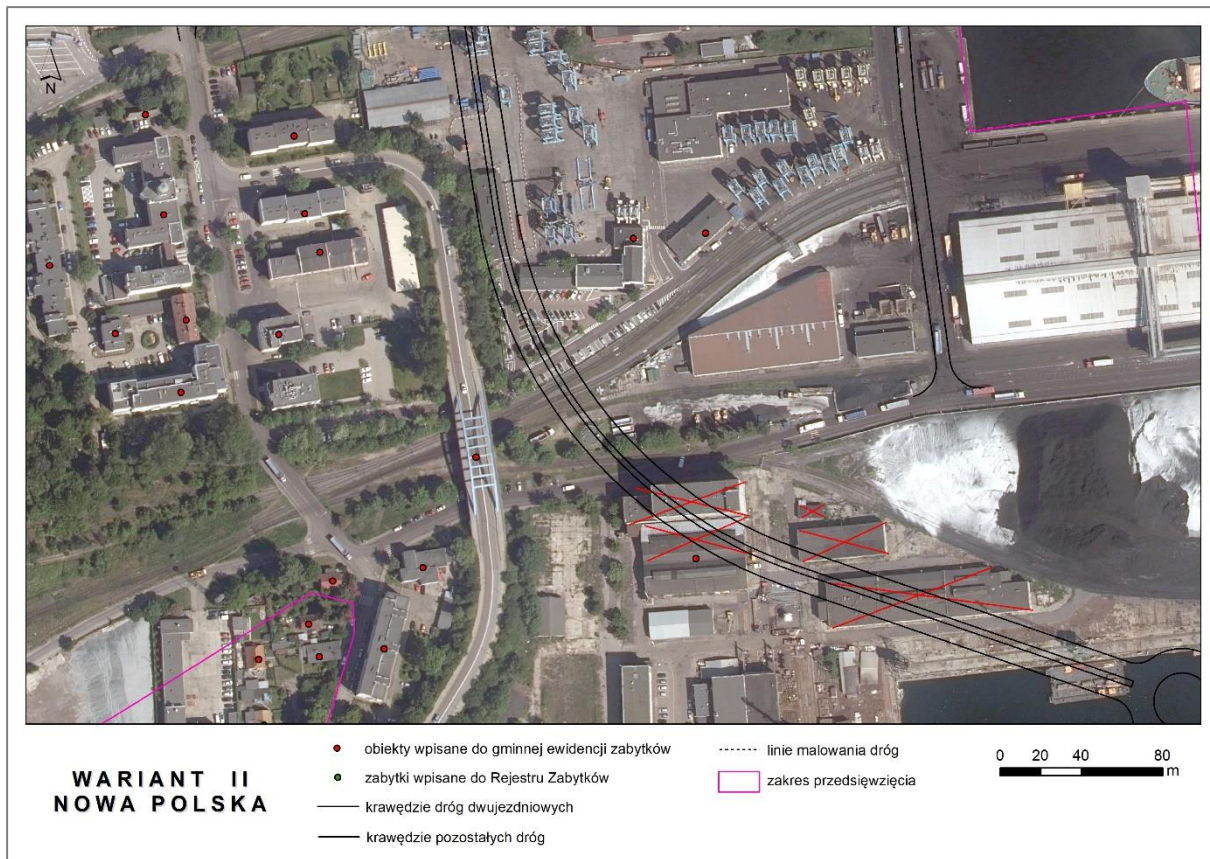 N
WARIANT II
NOWA POLSKA
obiekty wpisane do gminnej ewidencji zabytków
zabytki wpisane do Rejestru Zabytków
krawędzie dróg dwujezdniowych
krawędzie pozostałych dróg
linie malowania dróg
zakres przedsięwzięcia
0 20 40 80
m